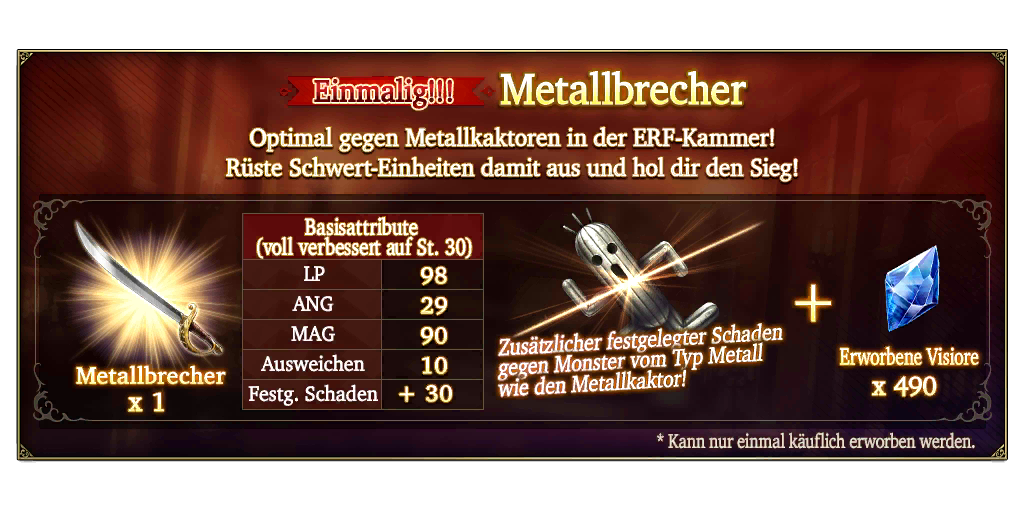 Einmalig!!! Metallbrecher
Optimal gegen Metallkaktoren in der ERF-Kammer!
Rüste Schwert-Einheiten damit aus und hol dir den Sieg!
Metallbrecher
x 1
Basisattribute
(voll verbessert auf St. 30)
LP 98
ANG 29
MAG 90
Ausweichen 10
Festg. Schaden + 30
Zusätzlicher festgelegter Schaden
gegen Monster vom Typ Metall
wie den Metallkaktor!
+
Erworbene Visiore
x 490
* Kann nur einmal käuflich erworben werden.